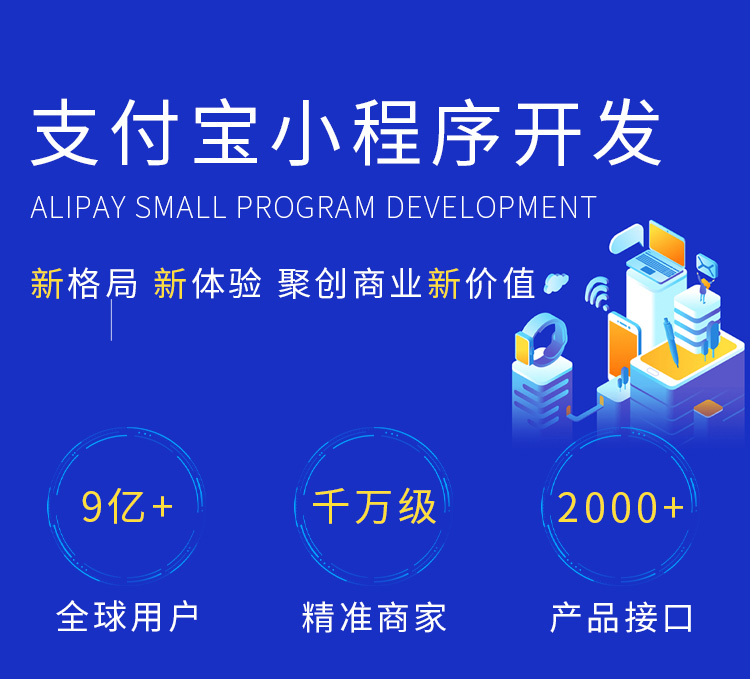 支付宝小程序开发
ALIPAY SMALL PROGRAM DEVELOPMENT
新格局 新体验 聚创商业新价值
9亿+ 千万级 2000+
全球用户 精准商家 产品接口